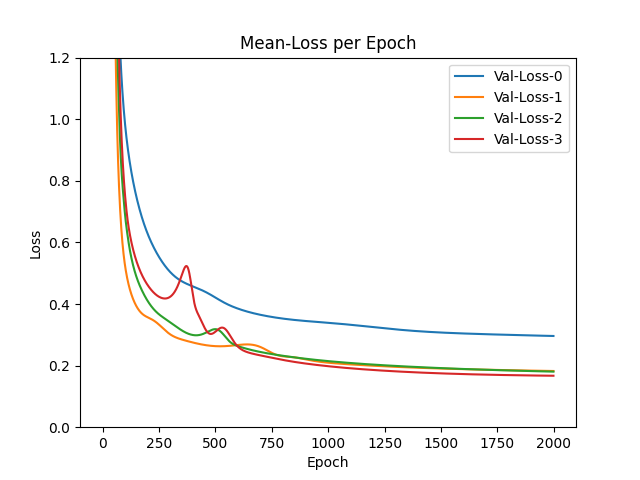 Mean-Loss per Epoch
Loss
1.2
1.0
0.8
0.6
0.4
0.2
0.0
Val-Loss-0
Val-Loss-1
Val-Loss-2
Val-Loss-3
0 250 500 750 1000 1250 1500 1750 2000
Epoch